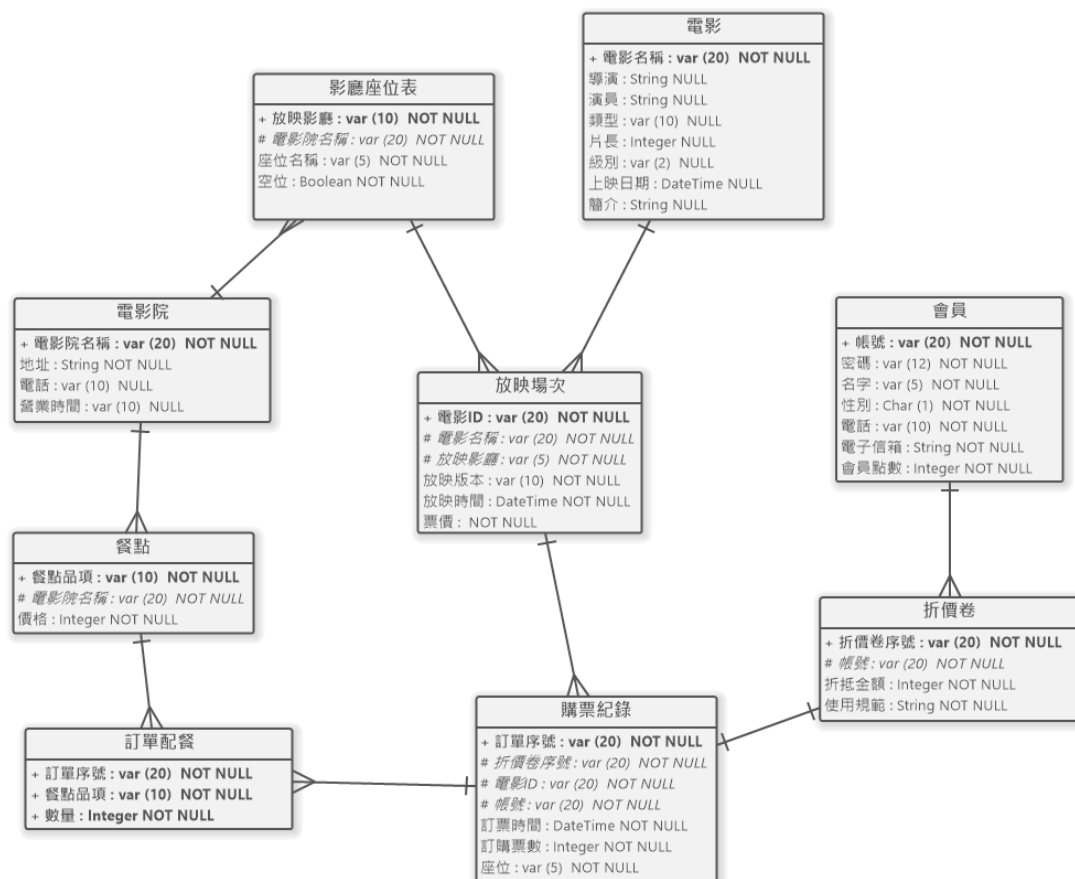 電影
+ 電影名稱 : var (20) NOT NULL
導演 : String NULL
演員 : String NULL
類型 : var (10) NULL
片長 : Integer NULL
級別 : var (2) NULL
上映日期 : DateTime NULL
簡介 : String NULL
影廳座位表
+ 放映影廳 : var (10) NOT NULL
# 電影院名稱 : var (20) NOT NULL
座位名稱 : var (5) NOT NULL
空位 : Boolean NOT NULL
電影院
+ 電影院名稱 : var (20) NOT NULL
地址 : String NOT NULL
電話 : var (10) NULL
營業時間 : var (10) NULL
會員
+ 帳號 : var (20) NOT NULL
密碼 : var (12) NOT NULL
名字 : var (5) NOT NULL
性別 : Char (1) NOT NULL
電話 : var (10) NOT NULL
電子信箱 : String NOT NULL
會員點數 : Integer NOT NULL
放映場次
+ 電影ID : var (20) NOT NULL
# 電影名稱 : var (20) NOT NULL
# 放映影廳 : var (5) NOT NULL
放映版本 : var (10) NOT NULL
放映時間 : DateTime NOT NULL
票價 : NOT NULL
餐點
+ 餐點品項 : var (10) NOT NULL
# 電影院名稱 : var (20) NOT NULL
價格 : Integer NOT NULL
折價卷
+ 折價卷序號 : var (20) NOT NULL
# 帳號 : var (20) NOT NULL
折抵金額 : Integer NOT NULL
使用規範 : String NOT NULL
訂單配餐
+ 訂單序號 : var (20) NOT NULL
+ 餐點品項 : var (10) NOT NULL
+ 數量 : Integer NOT NULL
購票紀錄
+ 訂單序號 : var (20) NOT NULL
# 折價卷序號 : var (20) NOT NULL
# 電影ID : var (20) NOT NULL
# 帳號 : var (20) NOT NULL
訂票時間 : DateTime NOT NULL
訂購票數 : Integer NOT NULL
座位 : var (5) NOT NULL